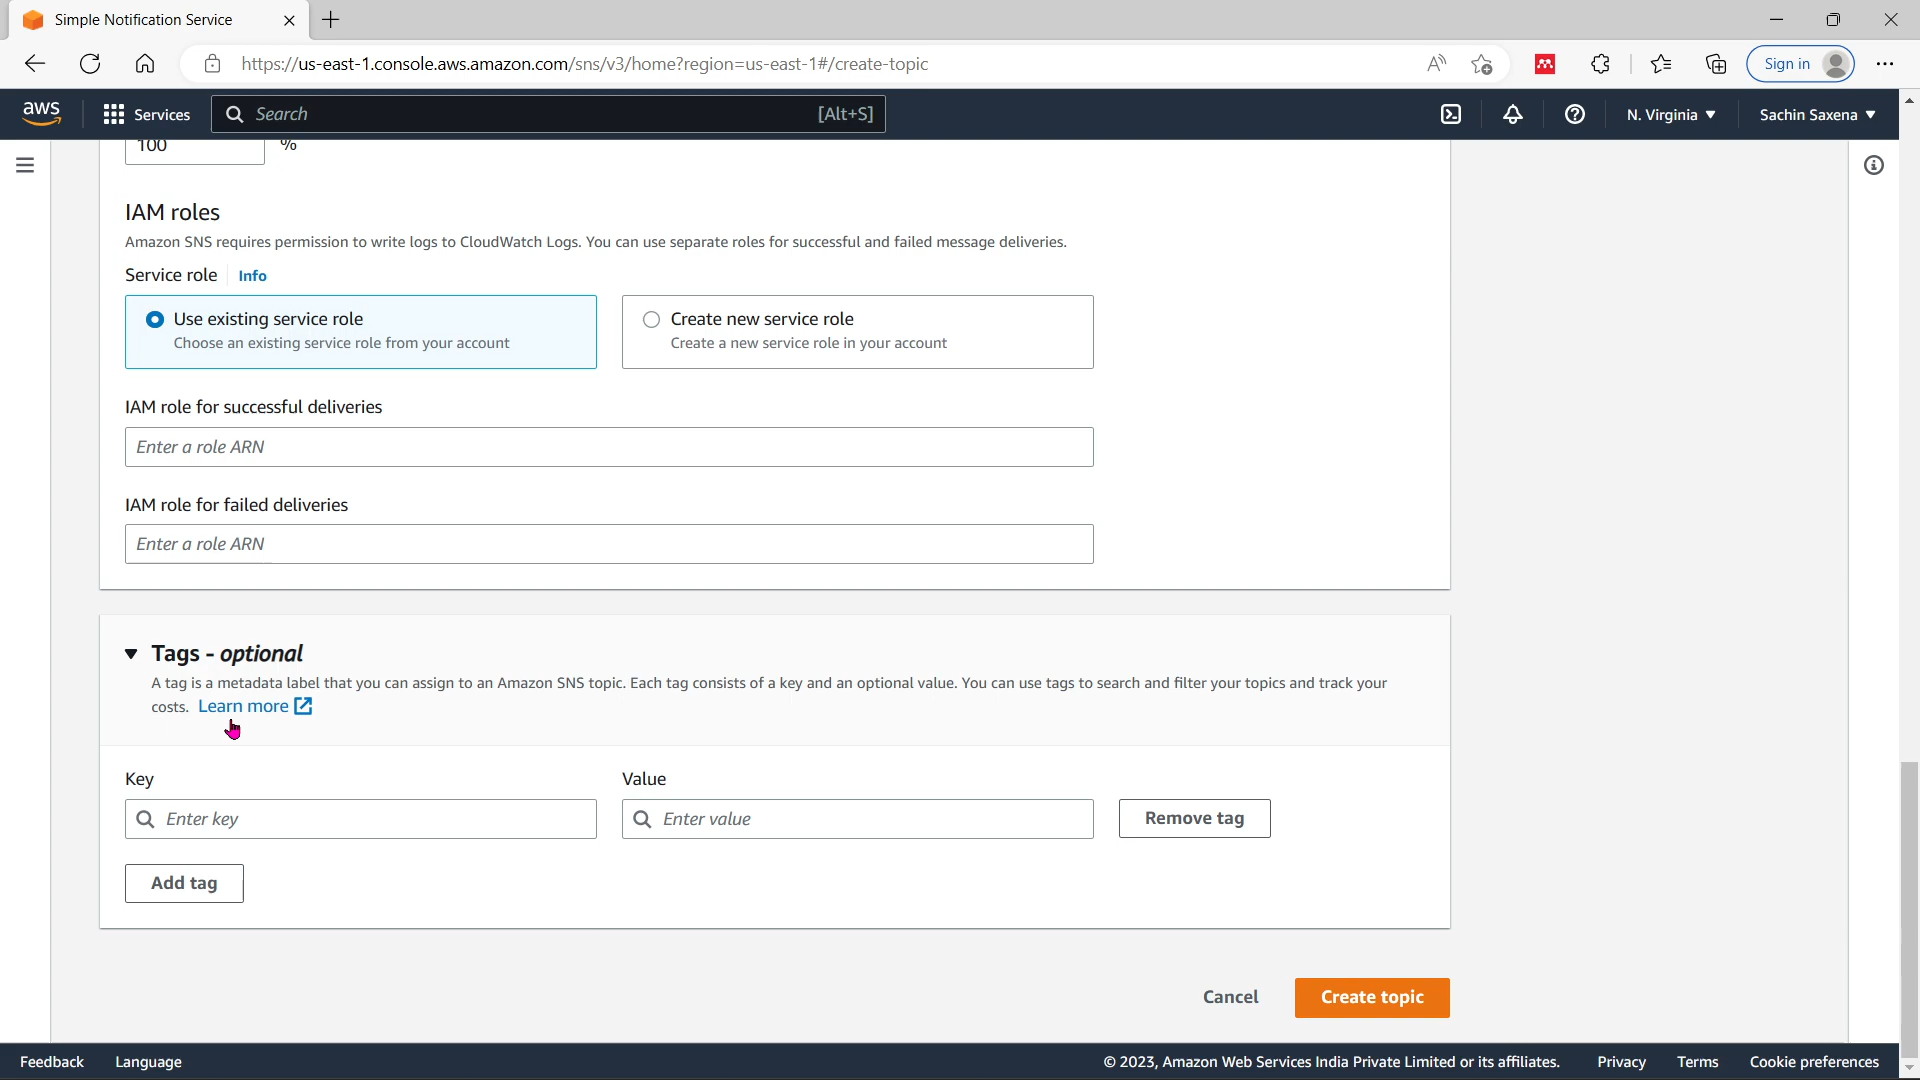 Simple Notification Service
https://us-east-1.console.aws.amazon.com/sns/v3/home?region=us-east-1#/create-topic
Sign in
aws
Services
Search
[Alt+S]
N. Virginia
Sachin Saxena
100
%
IAM roles
Amazon SNS requires permission to write logs to CloudWatch Logs. You can use separate roles for successful and failed message deliveries.
Service role
Info
Use existing service role
Choose an existing service role from your account
Create new service role
Create a new service role in your account
IAM role for successful deliveries
Enter a role ARN
IAM role for failed deliveries
Enter a role ARN
Tags - optional
A tag is a metadata label that you can assign to an Amazon SNS topic. Each tag consists of a key and an optional value. You can use tags to search and filter your topics and track your
costs. Learn more
Key
Value
Enter key
Enter value
Remove tag
Add tag
Cancel
Create topic
Feedback
Language
© 2023, Amazon Web Services India Private Limited or its affiliates.
Privacy
Terms
Cookie preferences